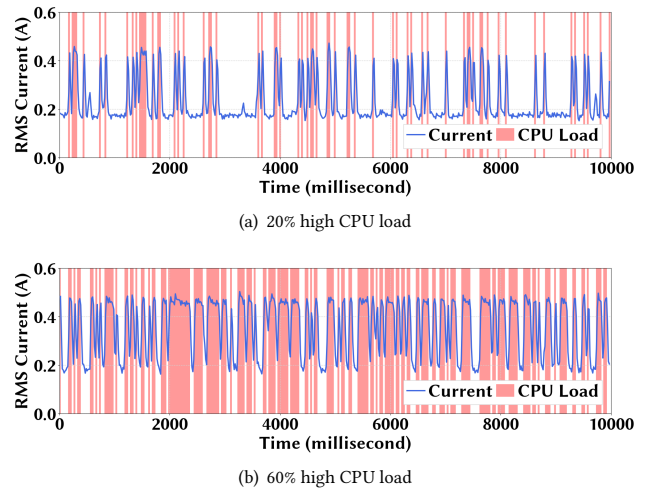 RMS Current (A)
0.6
0.4
0.2
0.0
Current
CPU Load
0
2000
4000
6000
8000
10000
Time (millisecond)
(a) 20% high CPU load
RMS Current (A)
0.6
0.4
0.2
0.0
Current
CPU Load
0
2000
4000
6000
8000
10000
Time (millisecond)
(b) 60% high CPU load